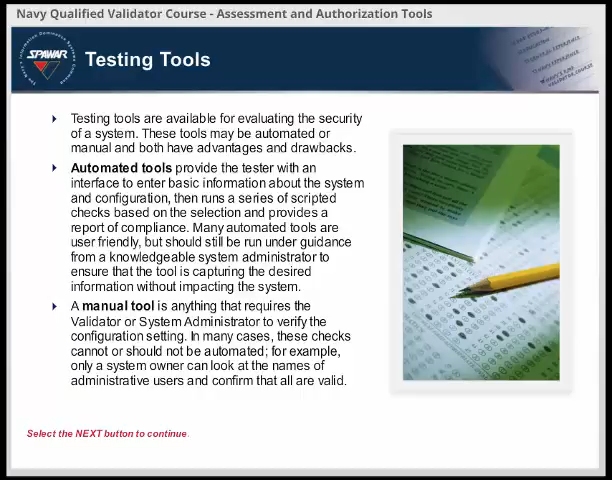 Navy Qualified Validator Course - Assessment and Authorization Tools
SPAWAR
Testing Tools
Testing tools are available for evaluating the security
of a system. These tools may be automated or
manual and both have advantages and drawbacks.
Automated tools provide the tester with an
interface to enter basic information about the system
and configuration, then runs a series of scripted
checks based on the selection and provides a
report of compliance. Many automated tools are
user friendly, but should still be run under guidance
from a knowledgeable system administrator to
ensure that the tool is capturing the desired
information without impacting the system.
A manual tool is anything that requires the
Validator or System Administrator to verify the
configuration setting. In many cases, these checks
cannot or should not be automated; for example,
only a system owner can look at the names of
administrative users and confirm that all are valid.
Select the NEXT button to continue.